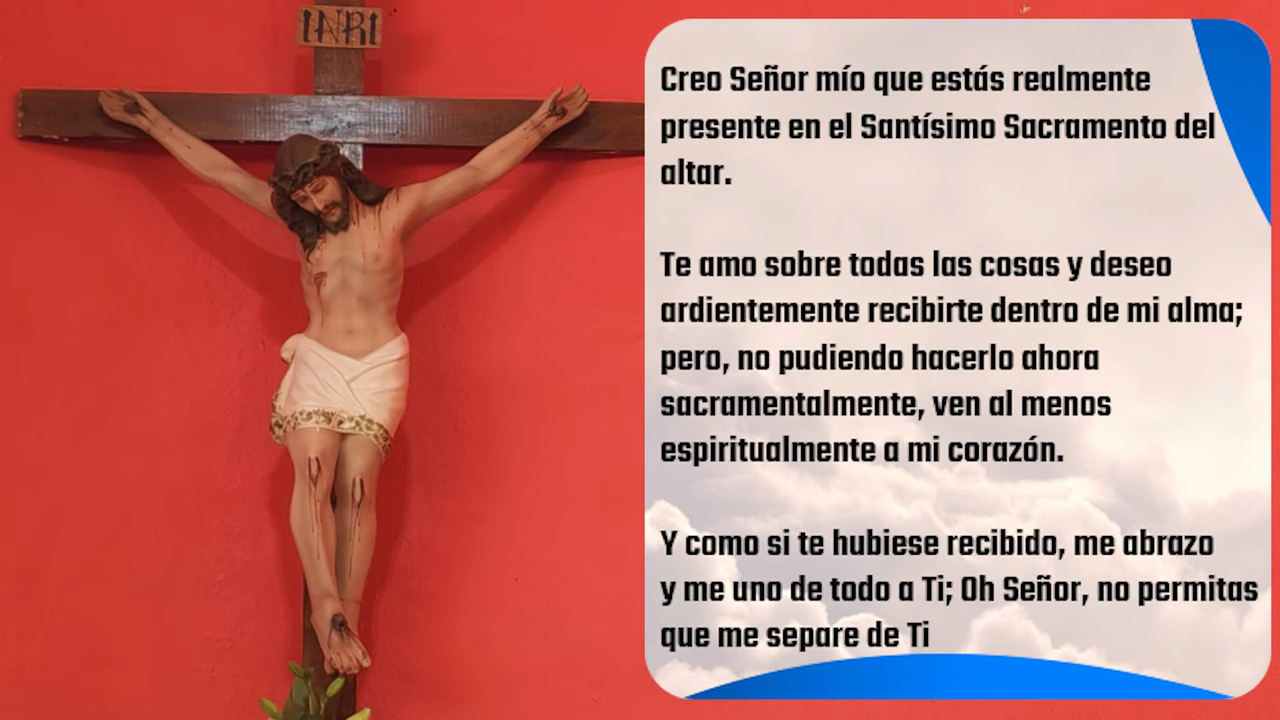 INRI
Creo Señor mío que estás realmente
presente en el Santísimo Sacramento del
altar.
Te amo sobre todas las cosas y deseo
ardientemente recibirte dentro de mi alma;
pero, no pudiendo hacerlo ahora
sacramentalmente, ven al menos
espiritualmente a mi corazón.
Y como si te hubiese recibido, me abrazo
y me uno de todo a Ti; Oh Señor, no permitas
que me separe de Ti